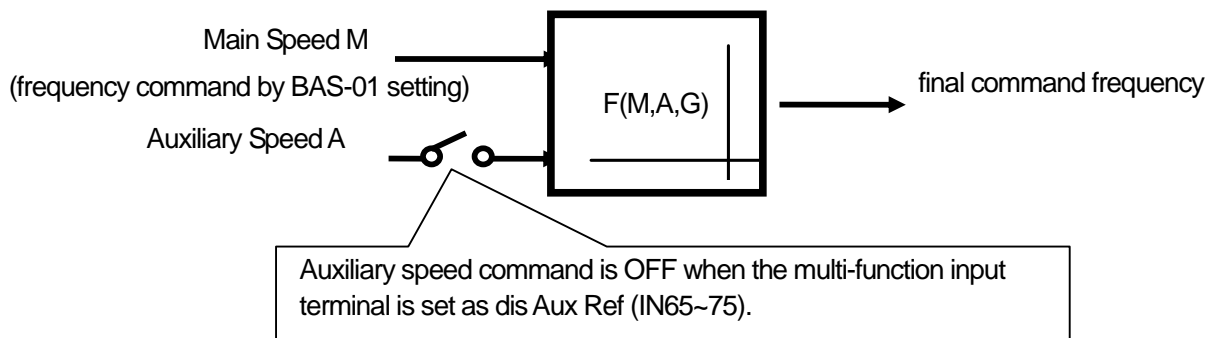 Main Speed M
(frequency command by BAS-01 setting)
Auxiliary Speed A
F(M,A,G)
final command frequency
Auxiliary speed command is OFF when the multi-function input
terminal is set as dis Aux Ref (IN65~75).